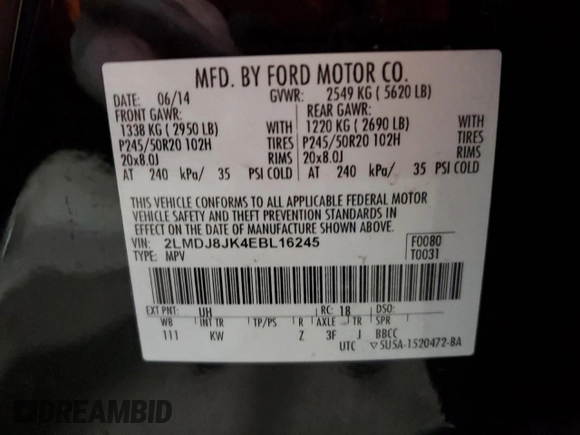 MFD. BY FORD MOTOR CO.
DATE: 06/14 GVWR: 2549 KG ( 5620 LB)
FRONT GAWR: REAR GAWR:
1338 KG ( 2950 LB) WITH 1220 KG ( 2690 LB) WITH
P245/50R20 102H TIRES P245/50R20 102H TIRES
20x8.0J RIMS 20x8.0J RIMS
AT 240 kPa/ 35 PSI COLD AT 240 kPa/ 35 PSI COLD
THIS VEHICLE CONFORMS TO ALL APPLICABLE FEDERAL MOTOR
VEHICLE SAFETY AND THEFT PREVENTION STANDARDS IN
EFFECT ON THE DATE OF MANUFACTURE SHOWN ABOVE.
VIN: 2LMDJ8JK4EBL16245 F0080
TYPE: MPV T0031
EXT PNT: UH RC: 18 DSO:
WB INT TR TP/PS R AXLE TR SPR
111 KW Z 3F J BBCC
UTC ▽5U5A-1520472-BA
DREAMBID